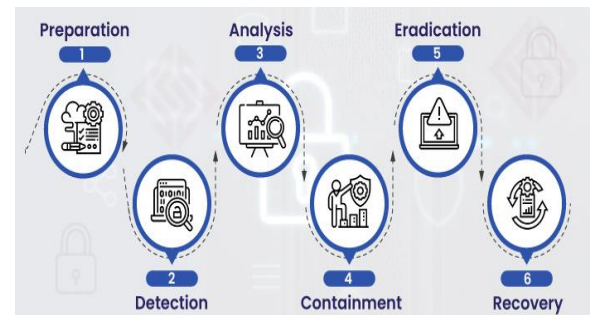 Preparation
1
2
Detection
Analysis
3
4
Containment
Eradication
5
6
Recovery